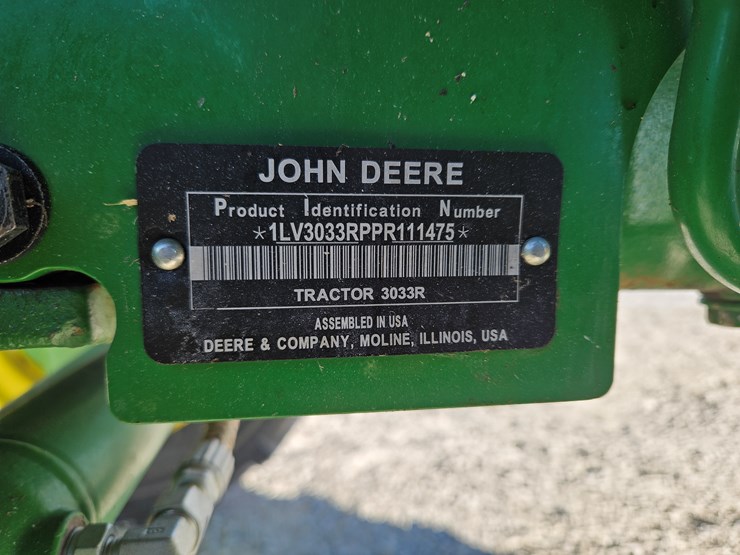 JOHN DEERE
Product Identification Number
*1LV3033RPPR111475*
TRACTOR 3033R
ASSEMBLED IN USA
DEERE & COMPANY, MOLINE, ILLINOIS, USA